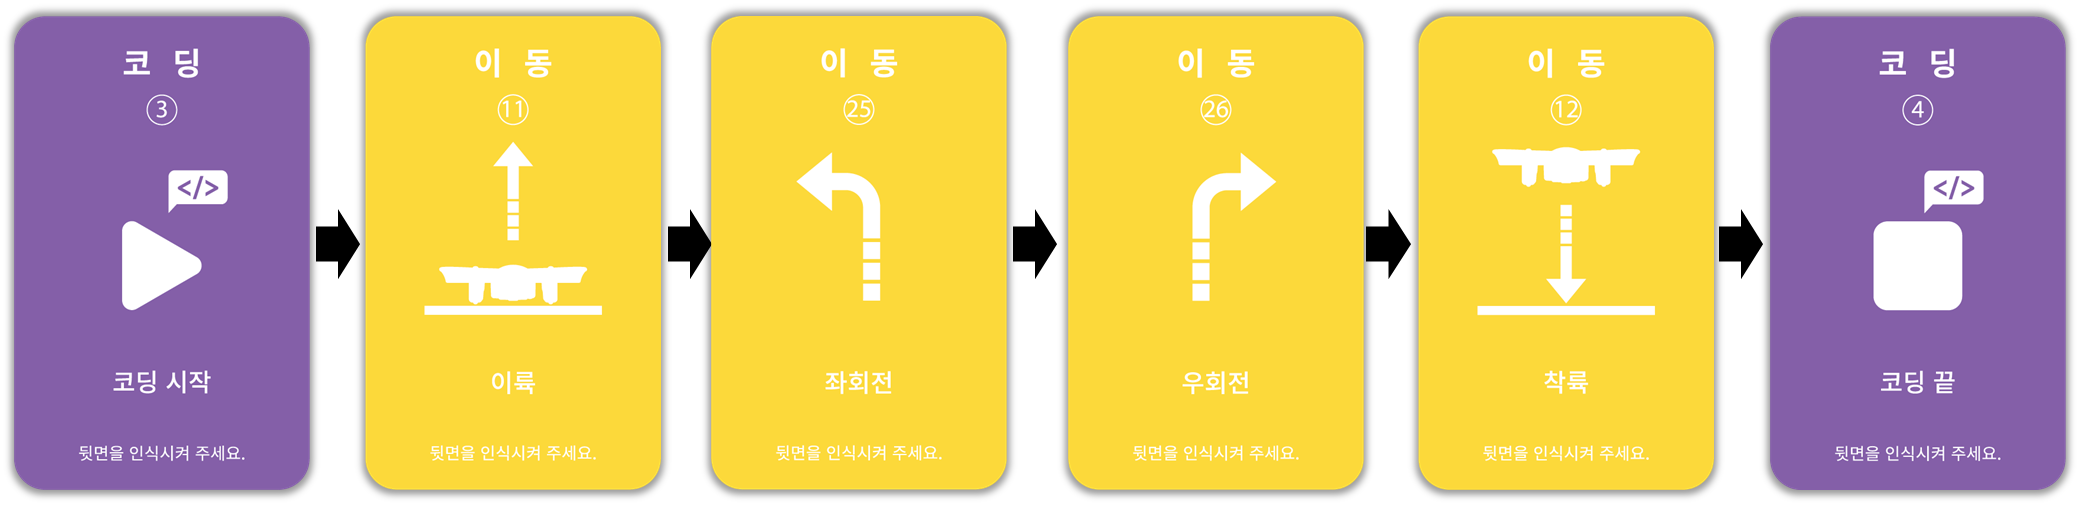 코 딩
③
</>
코딩 시작
뒷면을 인식시켜 주세요.
이 동
⑪
이륙
뒷면을 인식시켜 주세요.
이 동
㉕
좌회전
뒷면을 인식시켜 주세요.
이 동
㉖
우회전
뒷면을 인식시켜 주세요.
이 동
⑫
착륙
뒷면을 인식시켜 주세요.
코 딩
④
</>
코딩 끝
뒷면을 인식시켜 주세요.